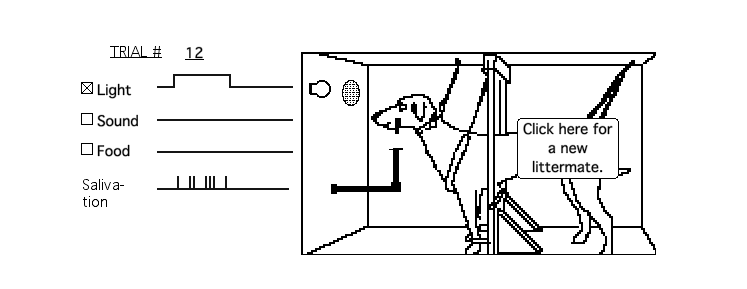 TRIAL # 12
Light
Sound
Food
Saliva-
tion
Click here for
a new
littermate.